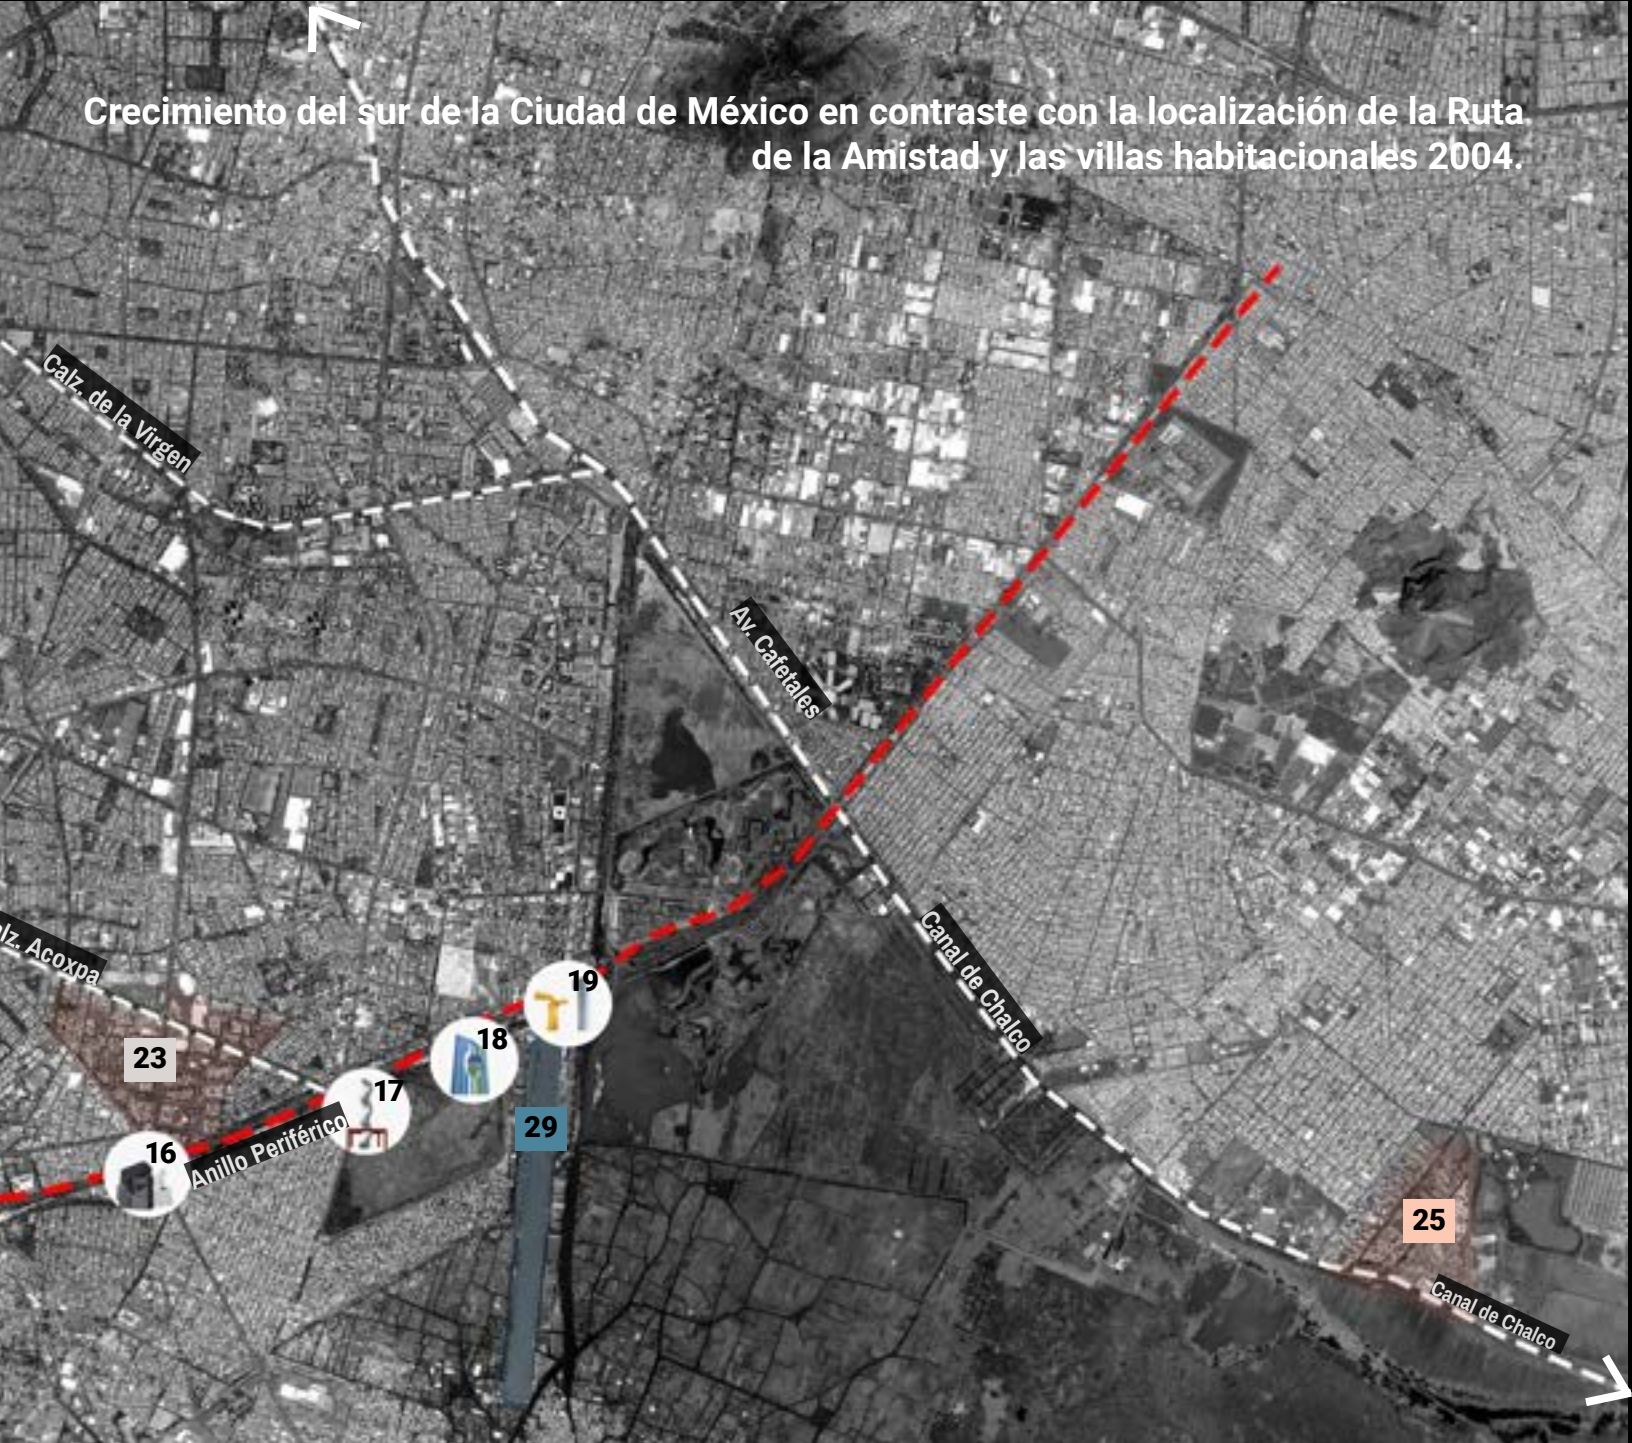 Crecimiento del sur de la Ciudad de México en contraste con la localización de la Ruta
de la Amistad y las villas habitacionales 2004.
Calz. de la Virgen
Av. Cafetales
Canal de Chalco
lz. Acoxpa
19
18
23
17
29
16
Anillo Periférico
25
Canal de Chalco